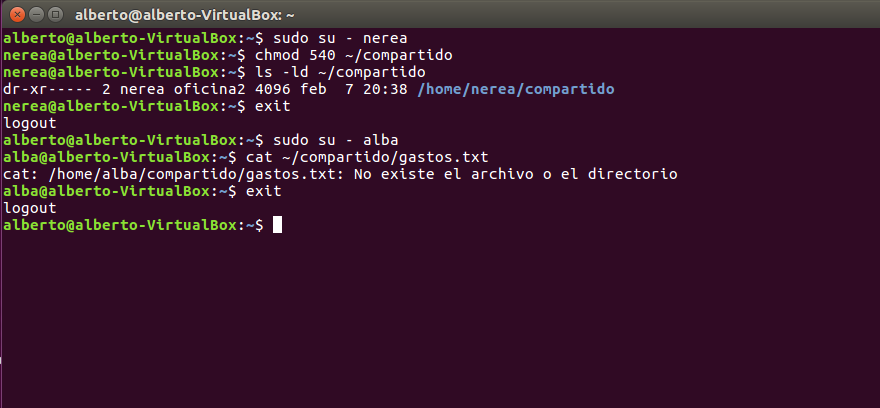 alberto@alberto-VirtualBox: ~
alberto@alberto-VirtualBox:~$ sudo su - nerea
nerea@alberto-VirtualBox:~$ chmod 540 ~/compartido
nerea@alberto-VirtualBox:~$ ls -ld ~/compartido
dr-xr----- 2 nerea oficina2 4096 feb  7 20:38 /home/nerea/compartido
nerea@alberto-VirtualBox:~$ exit
logout
alberto@alberto-VirtualBox:~$ sudo su - alba
alba@alberto-VirtualBox:~$ cat ~/compartido/gastos.txt
cat: /home/alba/compartido/gastos.txt: No existe el archivo o el directorio
alba@alberto-VirtualBox:~$ exit
logout
alberto@alberto-VirtualBox:~$